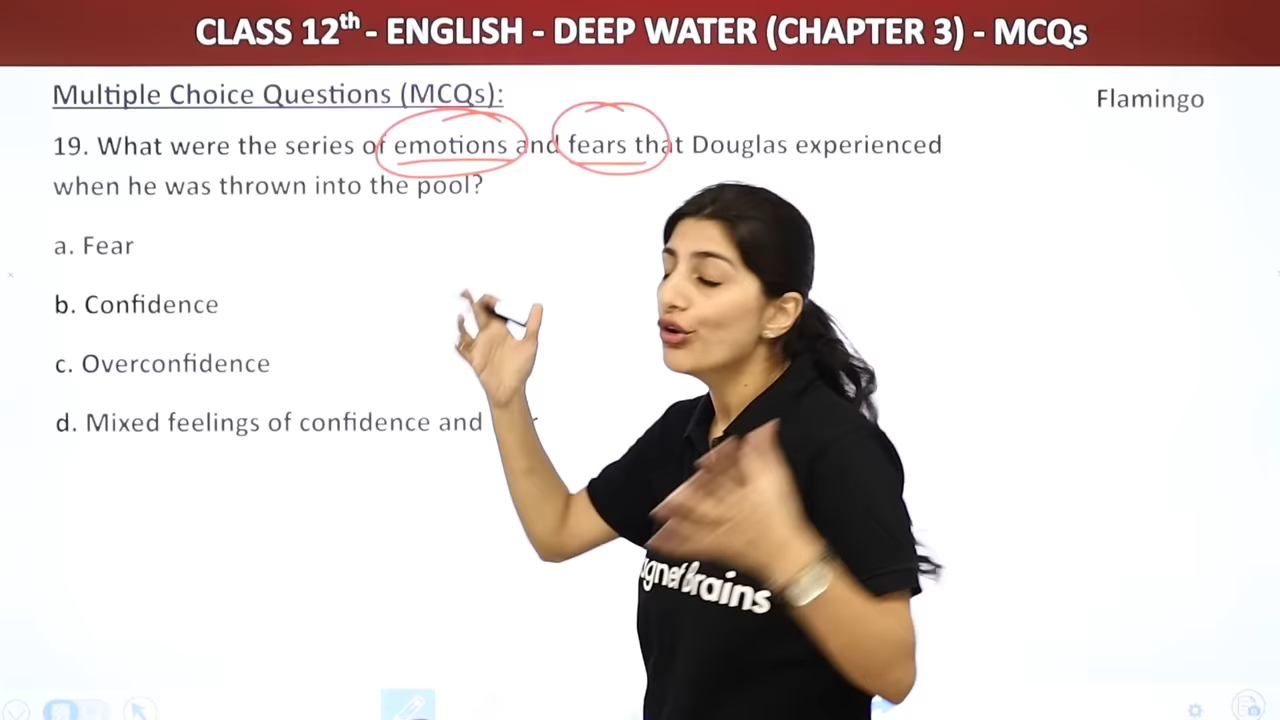 CLASS 12th - ENGLISH - DEEP WATER (CHAPTER 3) - MCQs
Multiple Choice Questions (MCQs):
Flamingo
19. What were the series of emotions and fears that Douglas experienced
when he was thrown into the pool?
a. Fear
b. Confidence
c. Overconfidence
d. Mixed feelings of confidence and
Brains